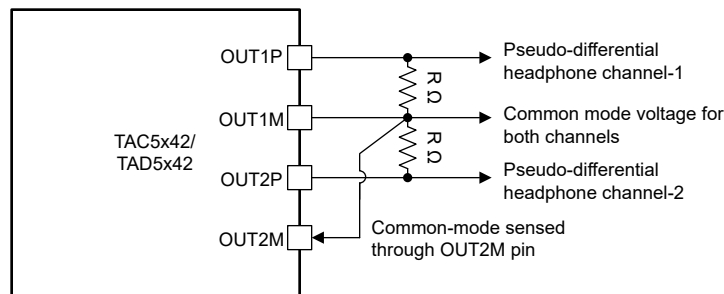 OUT1P
Pseudo-differential
headphone channel-1
R Ω
OUT1M
Common mode voltage for
both channels
TAC5x42/
TAD5x42
R Ω
OUT2P
Pseudo-differential
headphone channel-2
OUT2M
Common-mode sensed
through OUT2M pin